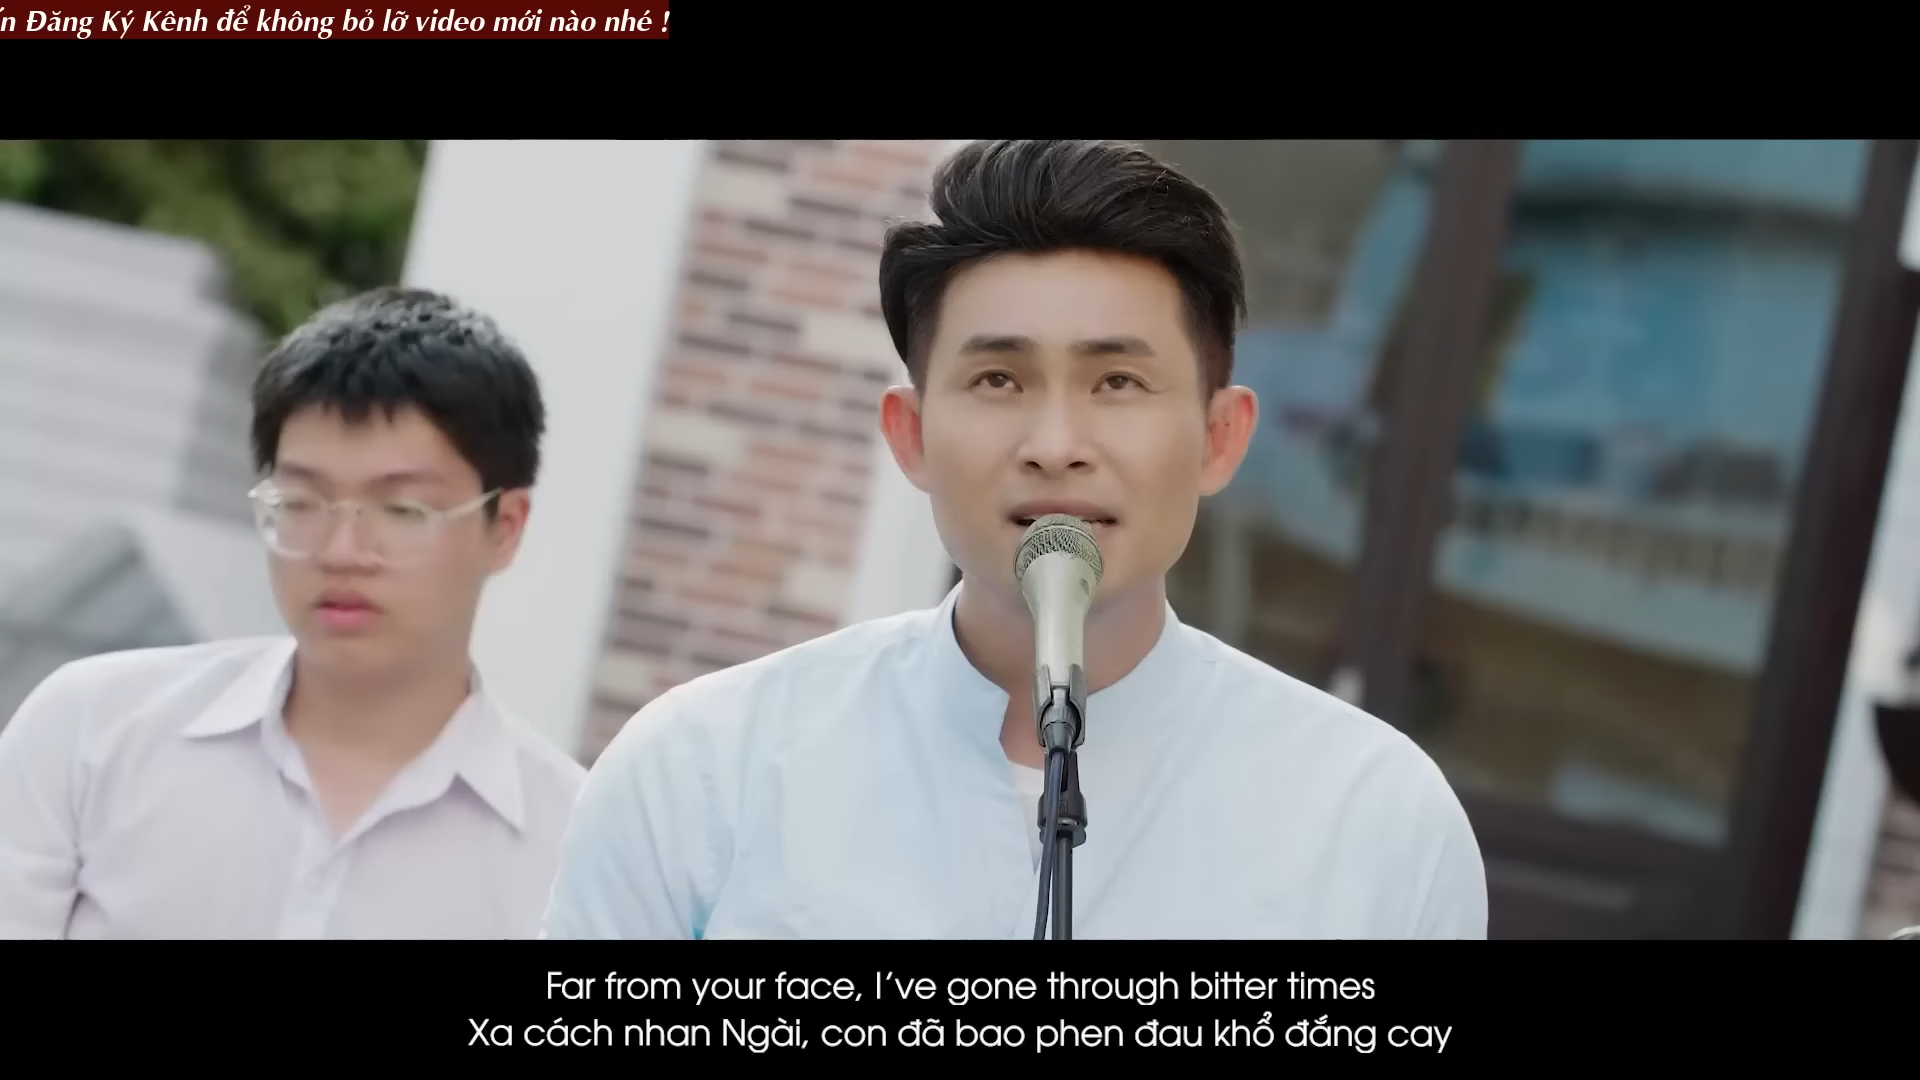 Đăng Ký Kênh để không bỏ lỡ video mới nào nhé !
Far from your face, I've gone through bitter times
Xa cách nhan Ngài, con đã bao phen đau khổ đắng cay